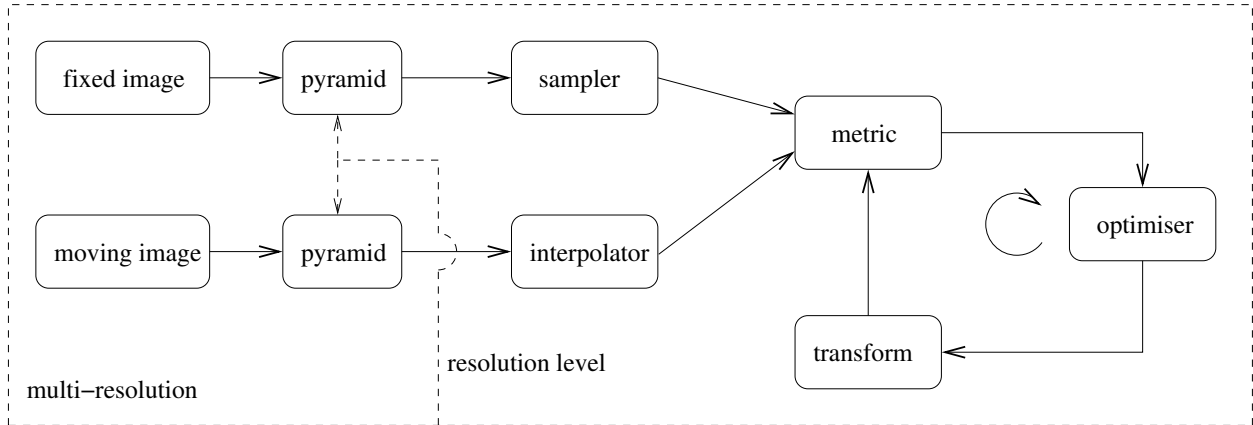 fixed image
pyramid
sampler
metric
moving image
pyramid
interpolator
optimiser
transform
resolution level
multi−resolution